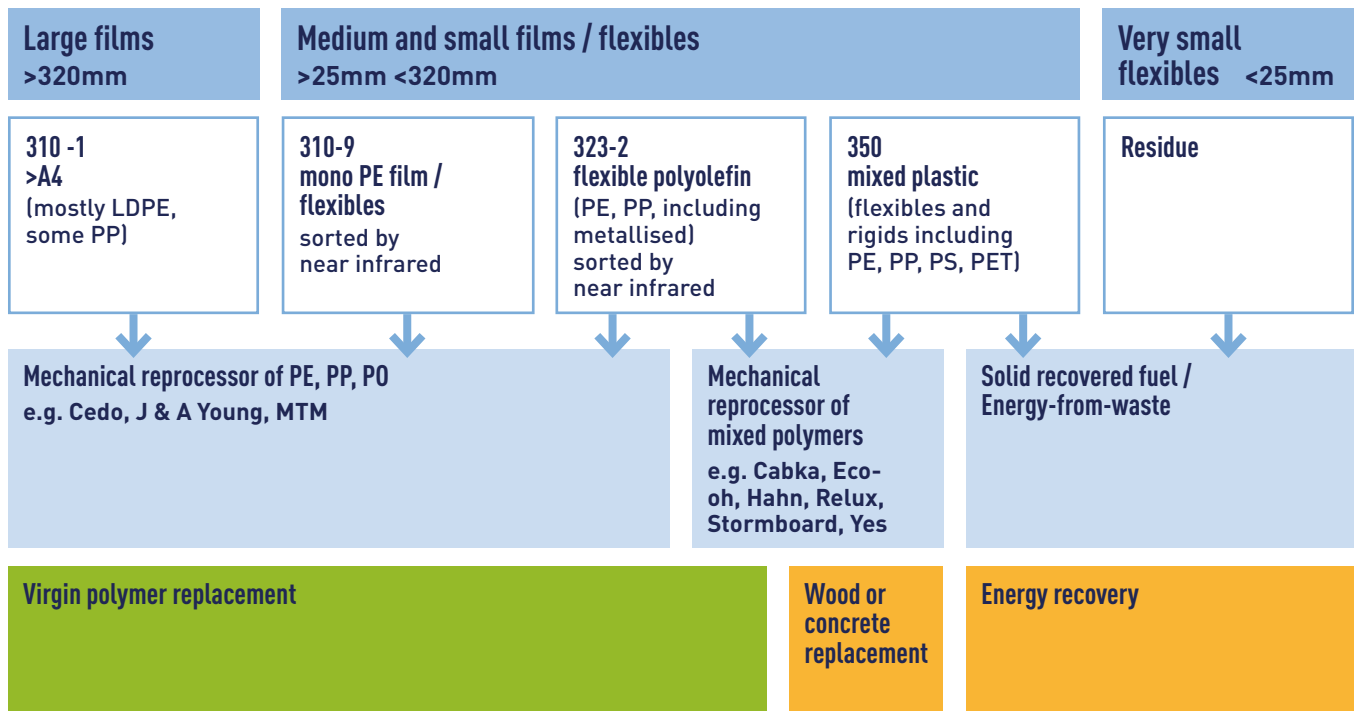 Large films
>320mm
Medium and small films / flexibles
>25mm <320mm
Very small
flexibles <25mm
310 -1
>A4
(mostly LDPE,
some PP)
310-9
mono PE film /
flexibles
sorted by
near infrared
323-2
flexible polyolefin
(PE, PP, including
metallised)
sorted by
near infrared
350
mixed plastic
(flexibles and
rigids including
PE, PP, PS, PET)
Residue
Mechanical reprocessor of PE, PP, PO
e.g. Cedo, J & A Young, MTM
Mechanical
reprocessor of
mixed polymers
e.g. Cabka, Eco-
oh, Hahn, Relux,
Stormboard, Yes
Solid recovered fuel /
Energy-from-waste
Virgin polymer replacement
Wood or
concrete
replacement
Energy recovery